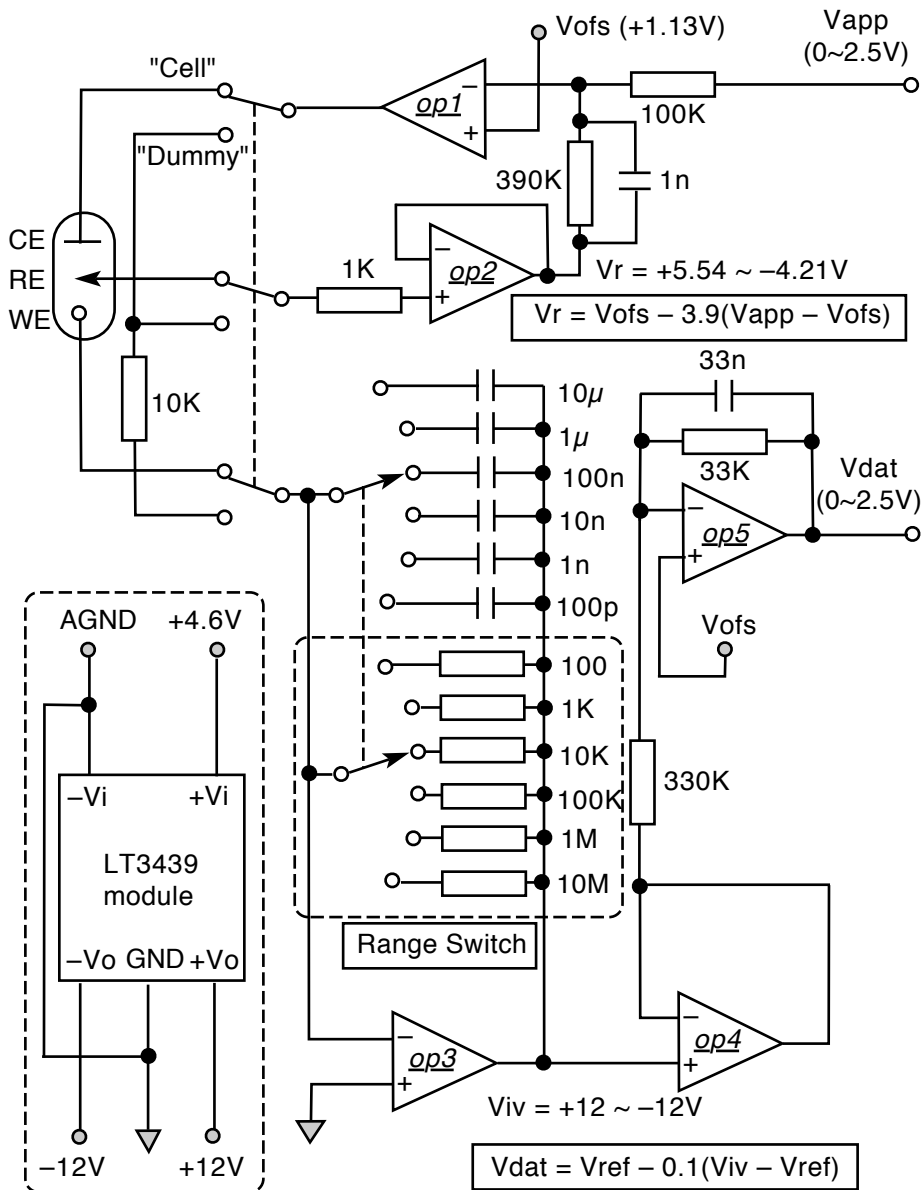 Vofs (+1.13V)
Vapp
(0~2.5V)
"Cell"
op1
−
+
100K
"Dummy"
390K
1n
CE
RE
WE
1K
−
op2
+
Vr = +5.54 ~ −4.21V
Vr = Vofs − 3.9(Vapp − Vofs)
10K
10µ
1µ
100n
10n
1n
100p
33n
33K
Vdat
(0~2.5V)
−
op5
+
Vofs
AGND
+4.6V
−Vi
+Vi
LT3439
module
−Vo
GND
+Vo
−12V
+12V
100
1K
10K
100K
1M
10M
Range Switch
330K
−
op3
+
−
op4
+
Viv = +12 ~ −12V
Vdat = Vref − 0.1(Viv − Vref)